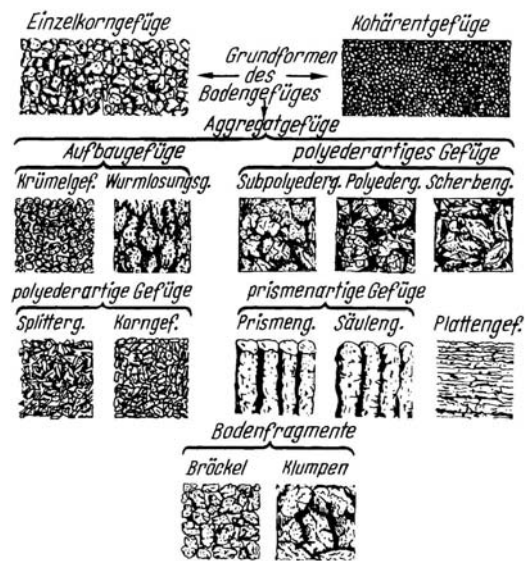 Einzelkorngefüge
Kohärentgefüge
Grundformen
des
Bodengefüges
Aggregatgefüge
Aufbaugefüge
polyederartiges Gefüge
Krümelgef. Wurmlosungsg.
Subpolyederg. Polyederg. Scherbeng.
polyederartige Gefüge
prismenartige Gefüge
Splitterg. Korngef.
Prismeng. Säuleng. Plattengef.
Bodenfragmente
Bröckel Klumpen